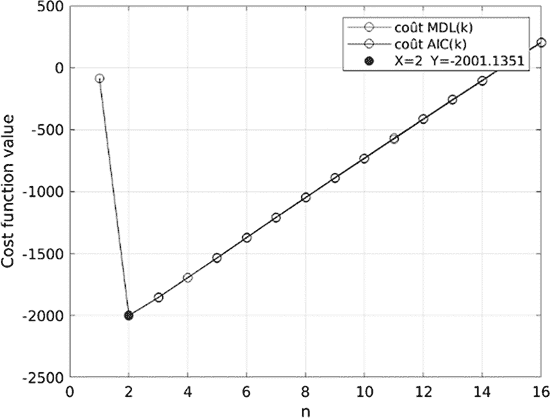 500
0
-500
-1000
-1500
-2000
-2500
Cost function value
coût MDL(k)
coût AIC(k)
X=2 Y=-2001.1351
0 2 4 6 8 10 12 14 16
n